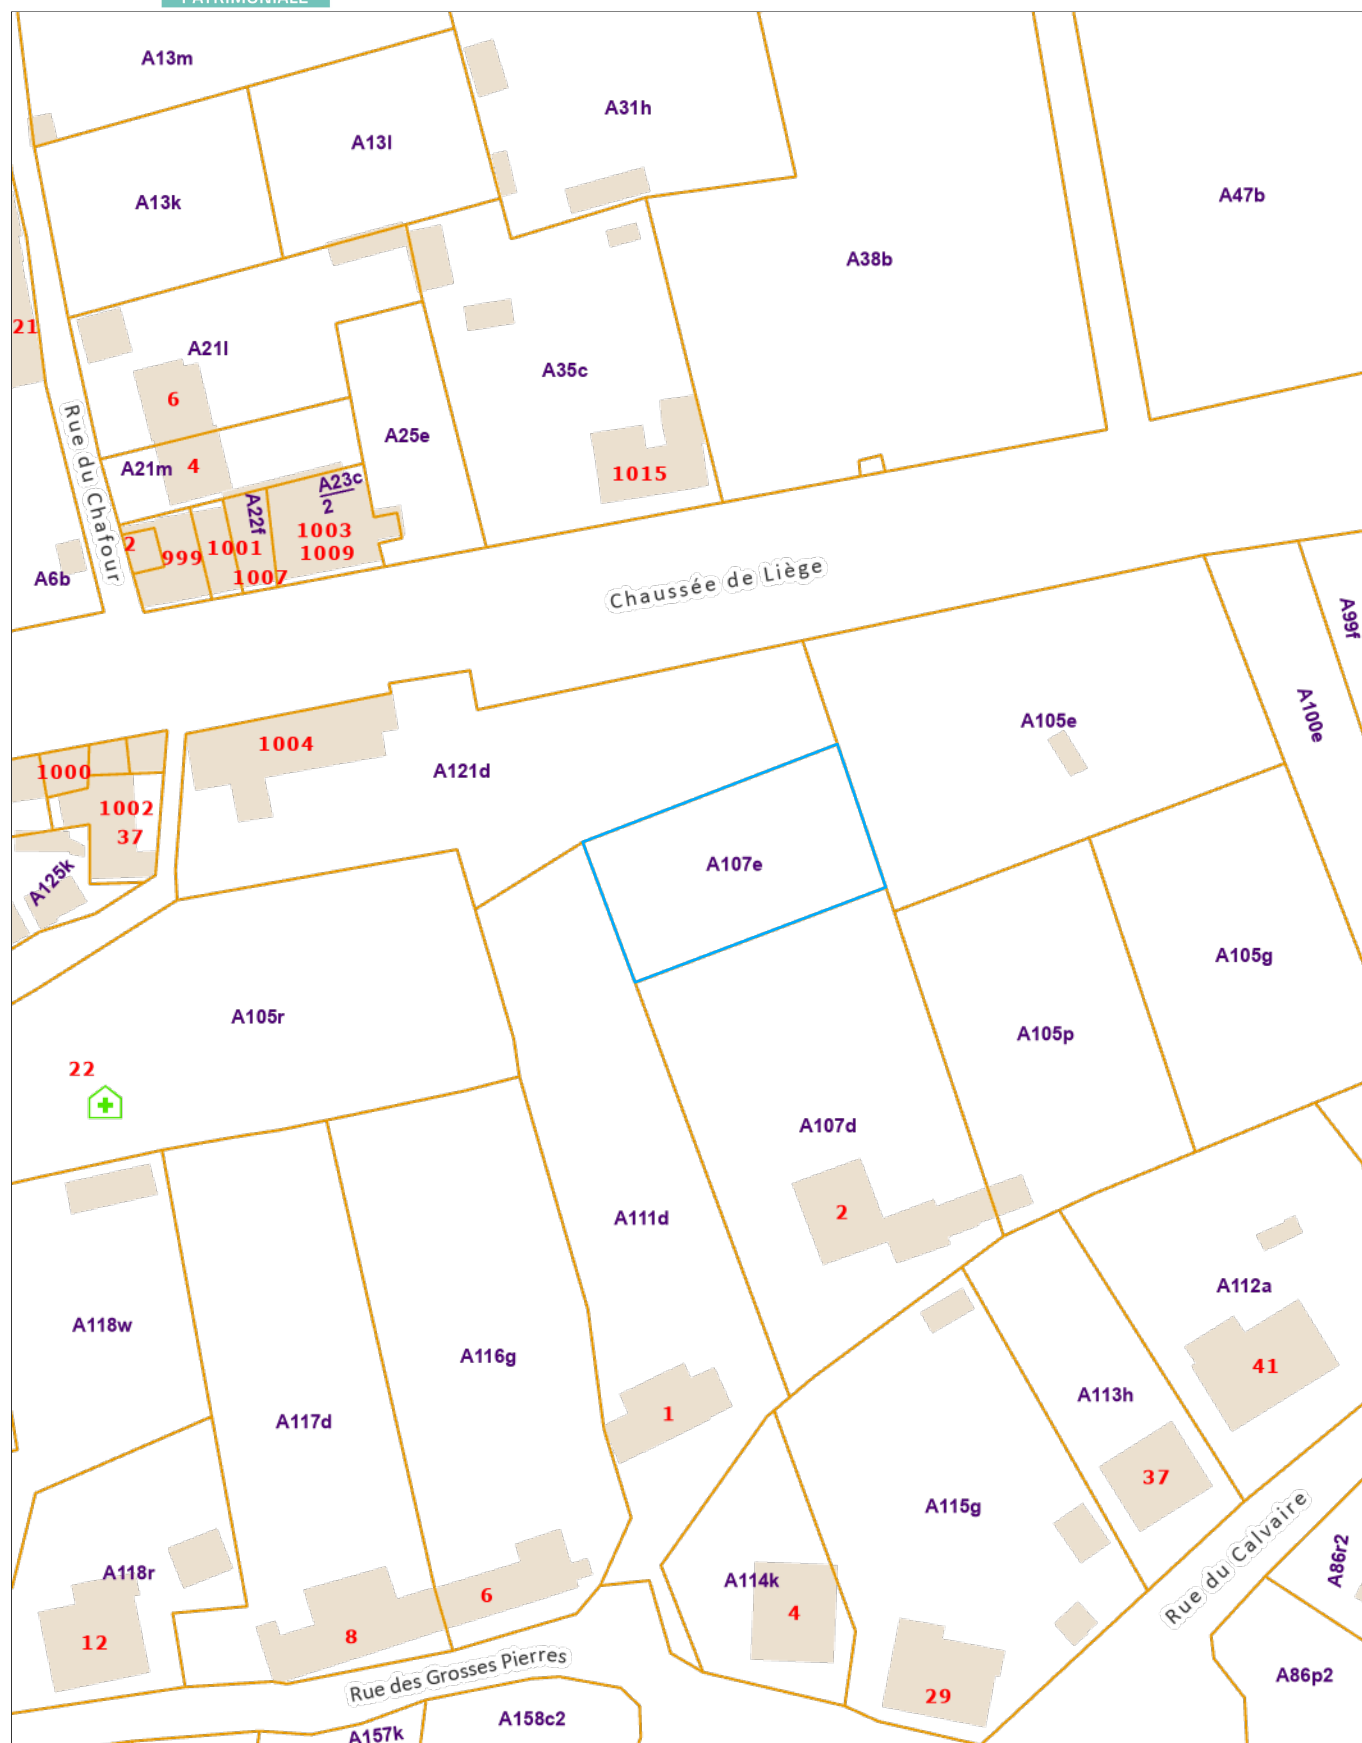 PATRIMONIALE
A13m
A31h
A13l
A47b
A13k
A38b
21
A21l
A35c
6
Rue du Chafour
A25e
A21m
4
1015
A23c
2
A22f
1003
2
999
1001
1009
1007
A6b
Chaussée de Liège
A99f
A100e
A105e
1004
A121d
1000
1002
37
A125k
A107e
A105g
A105r
A105p
22
A107d
A111d
2
A112a
A118w
A116g
41
A113h
1
A117d
37
A115g
Rue du Calvaire
A86r2
A118r
A114k
6
4
8
12
Rue des Grosses Pierres
A86p2
29
A158c2
A157k